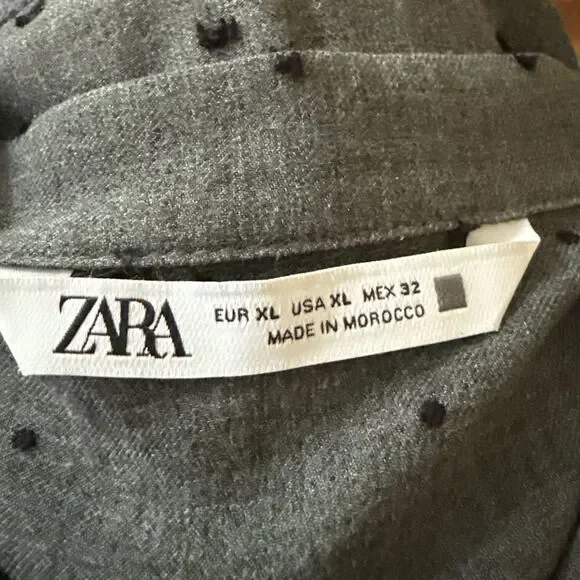 ZARA
EUR XL USA XL MEX 32
MADE IN MOROCCO